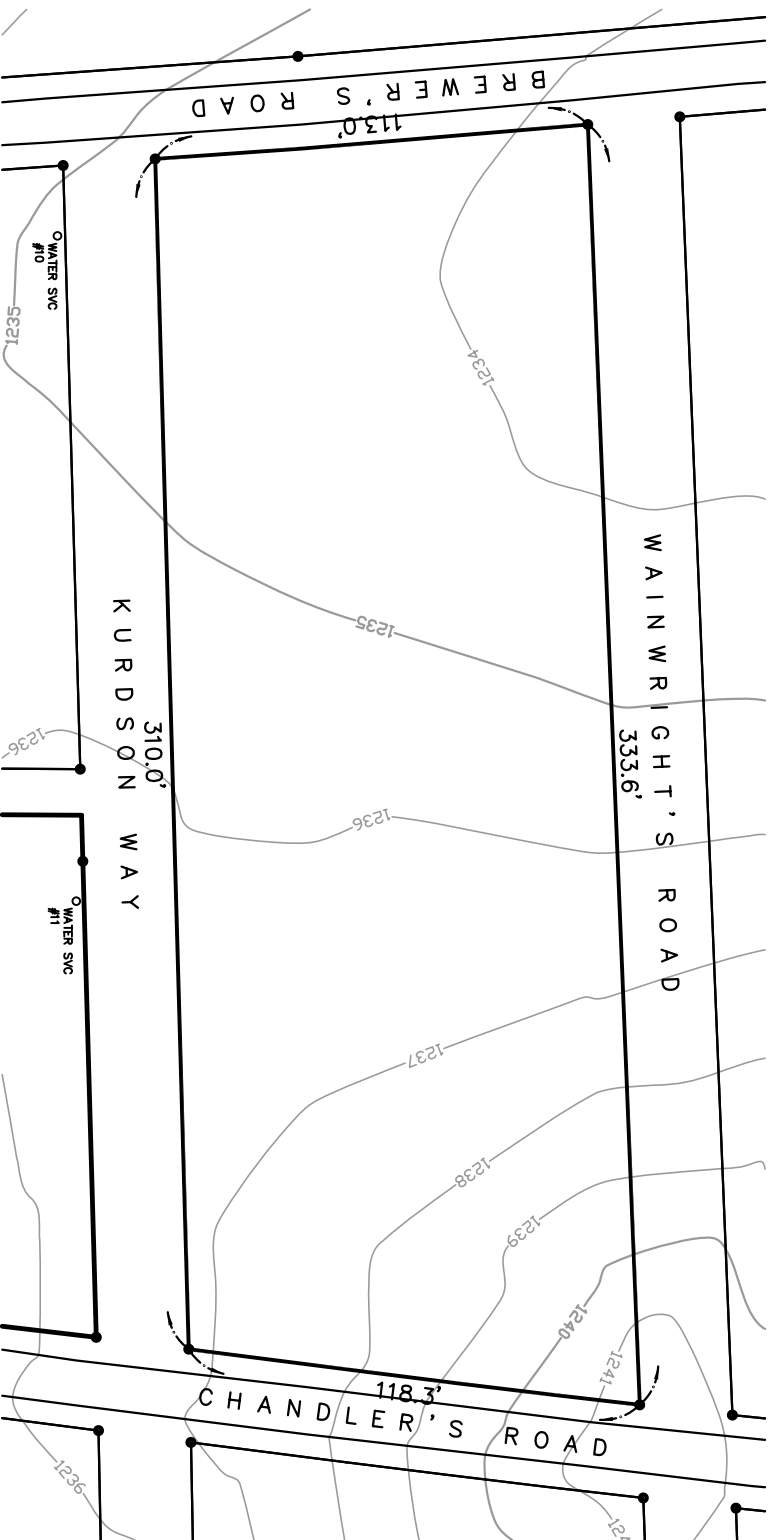 BREWER'S ROAD
113.0'
WATER SVC
#10
1235
1234
WAINWRIGHT'S ROAD
1235
KURDSON WAY
310.0'
333.6'
1236
1236
WATER SVC
#11
1237
1238
1239
1240
1241
118.3'
CHANDLER'S ROAD
1236